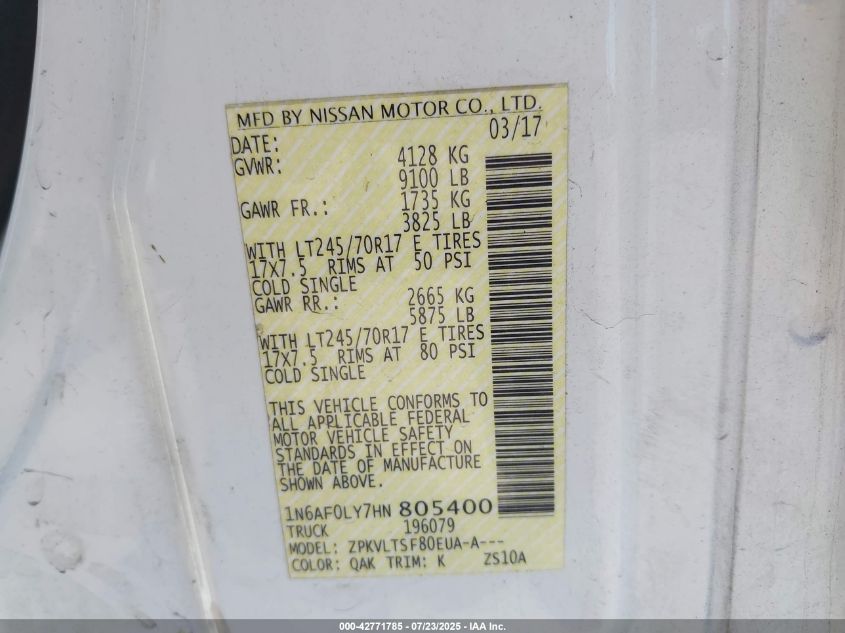 MFD BY NISSAN MOTOR CO., LTD.
DATE: 03/17
GVWR: 4128 KG
9100 LB
GAWR FR.: 1735 KG
3825 LB
WITH LT245/70R17 E TIRES
17X7.5 RIMS AT 50 PSI
COLD SINGLE
GAWR RR.: 2665 KG
5875 LB
WITH LT245/70R17 E TIRES
17X7.5 RIMS AT 80 PSI
COLD SINGLE
THIS VEHICLE CONFORMS TO
ALL APPLICABLE FEDERAL
MOTOR VEHICLE SAFETY
STANDARDS IN EFFECT ON
THE DATE OF MANUFACTURE
SHOWN ABOVE.
1N6AF0LY7HN 805400
TRUCK 196079
MODEL: ZPKVLTSF80EUA-A---
COLOR: QAK TRIM: K ZS10A
000-42771785 - 07/23/2025 - IAA Inc.